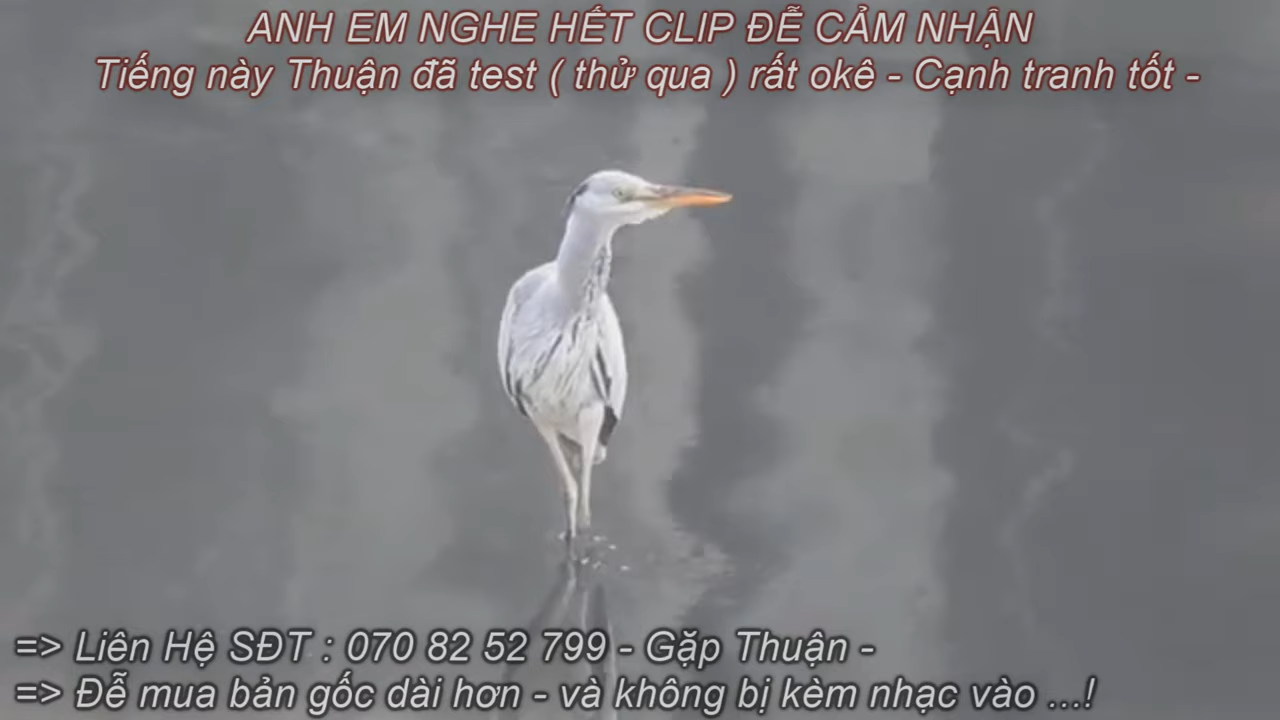 ANH EM NGHE HẾT CLIP ĐỄ CẢM NHẬN
Tiếng này Thuận đã test ( thử qua ) rất okê - Cạnh tranh tốt -
=> Liên Hệ SĐT : 070 82 52 799 - Gặp Thuận -
=> Đễ mua bản gốc dài hơn - và không bị kèm nhạc vào ...!